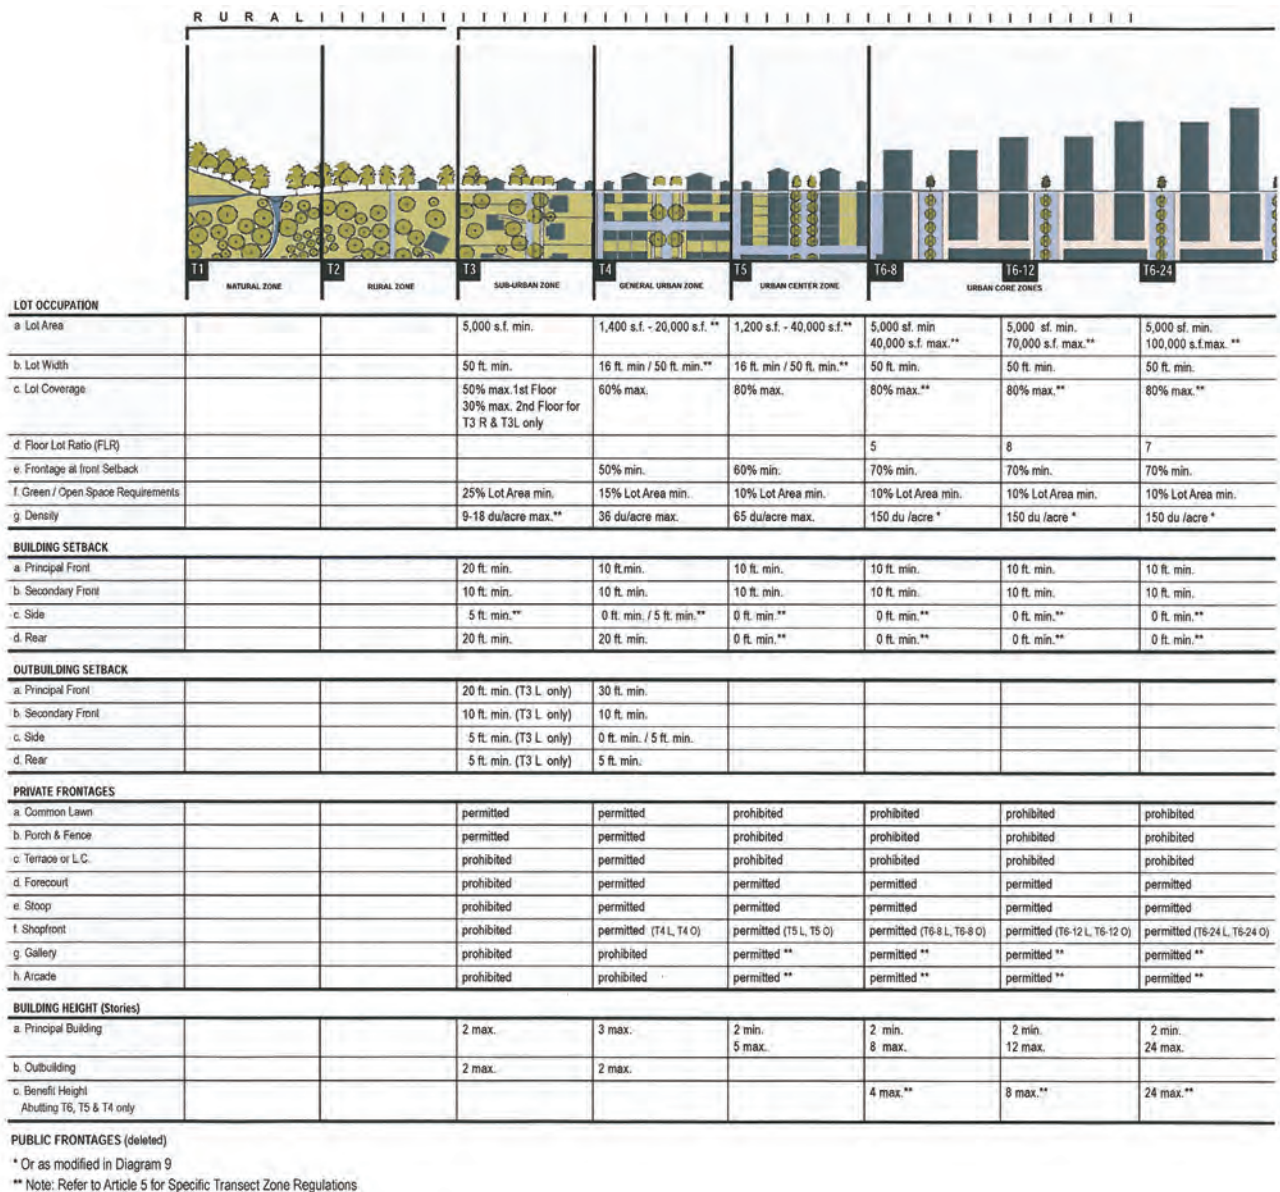 R U R A L I I I I I I I I I I I I I I I I I I I I I I I I I I I I I I I I I
T1 T2 T3 T4 T5 T6-8 T6-12 T6-24
NATURAL ZONE RURAL ZONE SUB-URBAN ZONE GENERAL URBAN ZONE URBAN CENTER ZONE URBAN CORE ZONES
LOT OCCUPATION
a. Lot Area 5,000 s.f. min. 1,400 s.f. - 20,000 s.f. ** 1,200 s.f. - 40,000 s.f.** 5,000 sf. min 5,000 sf. min. 5,000 sf. min.
40,000 s.f. max.** 70,000 s.f. max.** 100,000 s.f.max. **
b. Lot Width 50 ft. min. 16 ft. min / 50 ft. min.** 16 ft. min / 50 ft. min.** 50 ft. min. 50 ft. min. 50 ft. min.
c. Lot Coverage 50% max.1st Floor 60% max. 80% max. 80% max.** 80% max.** 80% max.**
30% max. 2nd Floor for
T3 R & T3L only
d. Floor Lot Ratio (FLR) 5 8 7
e. Frontage at front Setback 50% min. 60% min. 70% min. 70% min. 70% min.
f. Green / Open Space Requirements 25% Lot Area min. 15% Lot Area min. 10% Lot Area min. 10% Lot Area min. 10% Lot Area min. 10% Lot Area min.
g. Density 9-18 du/acre max.** 36 du/acre max. 65 du/acre max. 150 du /acre * 150 du /acre * 150 du /acre *
BUILDING SETBACK
a. Principal Front 20 ft. min. 10 ft.min. 10 ft. min. 10 ft. min. 10 ft. min. 10 ft. min.
b. Secondary Front 10 ft. min. 10 ft. min. 10 ft. min. 10 ft. min. 10 ft. min. 10 ft. min.
c. Side 5 ft. min.** 0 ft. min. / 5 ft. min.** 0 ft. min.** 0 ft. min.** 0 ft. min.** 0 ft. min.**
d. Rear 20 ft. min. 20 ft. min. 0 ft. min.** 0 ft. min.** 0 ft. min.** 0 ft. min.**
OUTBUILDING SETBACK
a. Principal Front 20 ft. min. (T3 L only) 30 ft. min.
b. Secondary Front 10 ft. min. (T3 L only) 10 ft. min.
c. Side 5 ft. min. (T3 L only) 0 ft. min. / 5 ft. min.
d. Rear 5 ft. min. (T3 L only) 5 ft. min.
PRIVATE FRONTAGES
a. Common Lawn permitted permitted prohibited prohibited prohibited prohibited
b. Porch & Fence permitted permitted prohibited prohibited prohibited prohibited
c. Terrace or L.C. prohibited permitted prohibited prohibited prohibited prohibited
d. Forecourt prohibited permitted permitted permitted permitted permitted
e. Stoop prohibited permitted permitted permitted permitted permitted
f. Shopfront prohibited permitted (T4 L, T4 O) permitted (T5 L, T5 O) permitted (T6-8 L, T6-8 O) permitted (T6-12 L, T6-12 O) permitted (T6-24 L, T6-24 O)
g. Gallery prohibited prohibited permitted ** permitted ** permitted ** permitted **
h. Arcade prohibited prohibited permitted ** permitted ** permitted ** permitted **
BUILDING HEIGHT (Stories)
a. Principal Building 2 max. 3 max. 2 min. 2 min. 2 min. 2 min.
5 max. 8 max. 12 max. 24 max.
b. Outbuilding 2 max. 2 max.
c. Benefit Height 4 max.** 8 max.** 24 max.**
Abutting T6, T5 & T4 only
PUBLIC FRONTAGES (deleted)
* Or as modified in Diagram 9
** Note: Refer to Article 5 for Specific Transect Zone Regulations